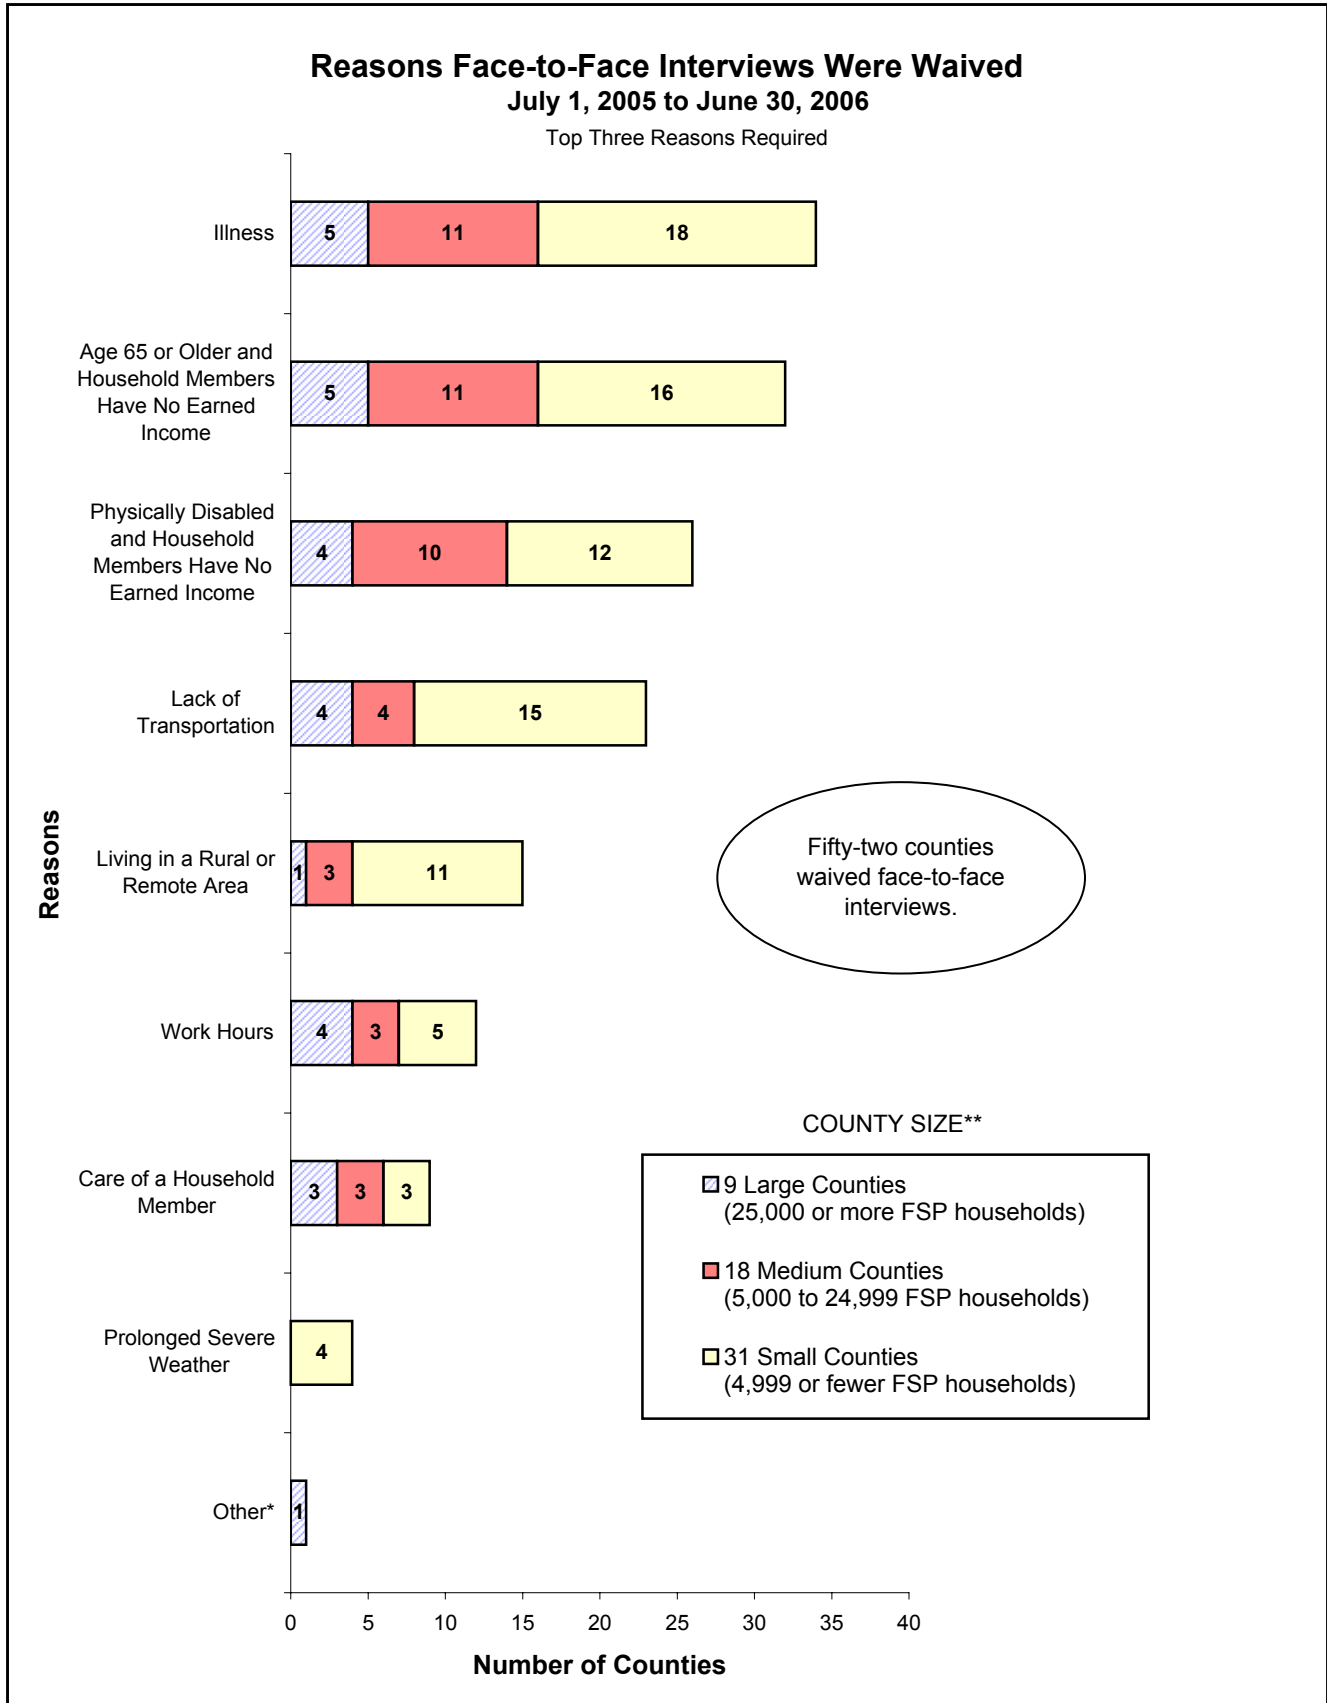 Reasons Face-to-Face Interviews Were Waived
July 1, 2005 to June 30, 2006
Top Three Reasons Required
Illness
5 11 18
Age 65 or Older and
Household Members
Have No Earned
Income
5 11 16
Physically Disabled
and Household
Members Have No
Earned Income
4 10 12
Lack of
Transportation
4 4 15
Reasons
Living in a Rural or
Remote Area
1 3 11
Fifty-two counties
waived face-to-face
interviews.
Work Hours
4 3 5
Care of a Household
Member
3 3 3
Prolonged Severe
Weather
4
Other*
1
COUNTY SIZE**
9 Large Counties
(25,000 or more FSP households)
18 Medium Counties
(5,000 to 24,999 FSP households)
31 Small Counties
(4,999 or fewer FSP households)
0 5 10 15 20 25 30 35 40
Number of Counties